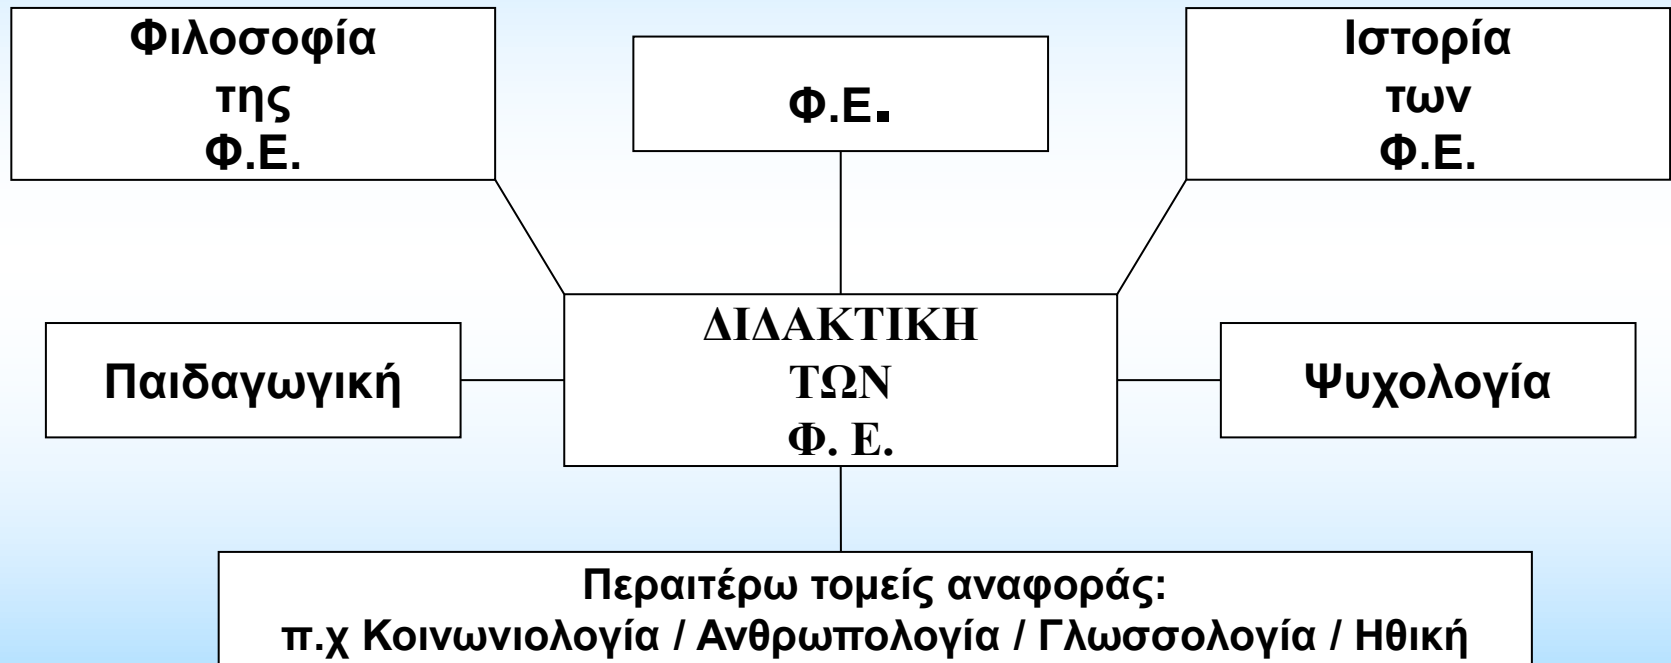 Φιλοσοφία
της
Φ.Ε.
Φ.Ε.
Ιστορία
των
Φ.Ε.
Παιδαγωγική
ΔΙΔΑΚΤΙΚΗ
ΤΩΝ
Φ. Ε.
Ψυχολογία
Περαιτέρω τομείς αναφοράς:
π.χ Κοινωνιολογία / Ανθρωπολογία / Γλωσσολογία / Ηθική